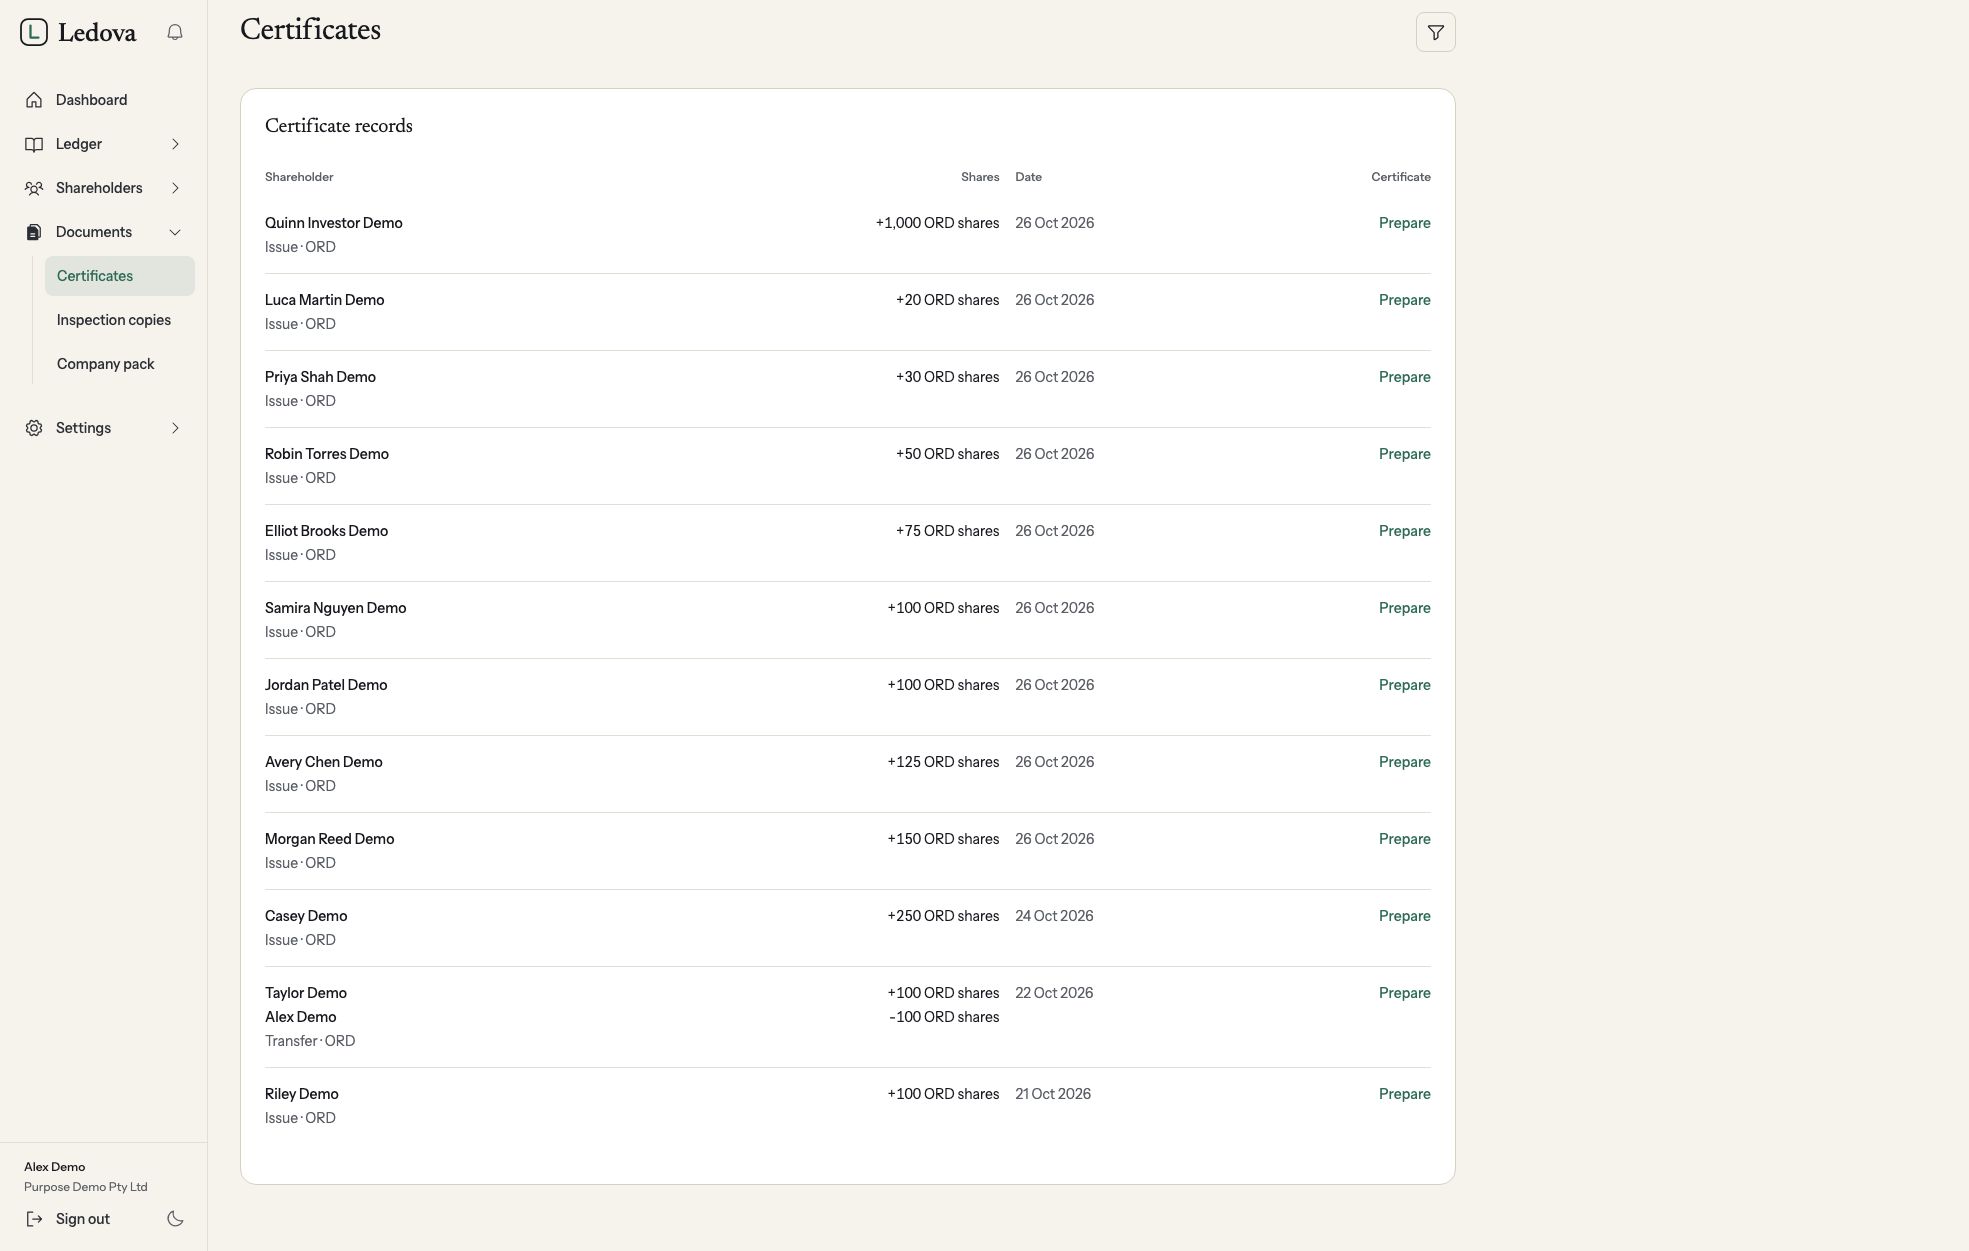 L Ledova
Dashboard
Ledger
Shareholders
Documents
Certificates
Inspection copies
Company pack
Settings
Alex Demo
Purpose Demo Pty Ltd
Sign out
Certificates
Certificate records
Shareholder Shares Date Certificate
Quinn Investor Demo +1,000 ORD shares 26 Oct 2026 Prepare
Issue · ORD
Luca Martin Demo +20 ORD shares 26 Oct 2026 Prepare
Issue · ORD
Priya Shah Demo +30 ORD shares 26 Oct 2026 Prepare
Issue · ORD
Robin Torres Demo +50 ORD shares 26 Oct 2026 Prepare
Issue · ORD
Elliot Brooks Demo +75 ORD shares 26 Oct 2026 Prepare
Issue · ORD
Samira Nguyen Demo +100 ORD shares 26 Oct 2026 Prepare
Issue · ORD
Jordan Patel Demo +100 ORD shares 26 Oct 2026 Prepare
Issue · ORD
Avery Chen Demo +125 ORD shares 26 Oct 2026 Prepare
Issue · ORD
Morgan Reed Demo +150 ORD shares 26 Oct 2026 Prepare
Issue · ORD
Casey Demo +250 ORD shares 24 Oct 2026 Prepare
Issue · ORD
Taylor Demo +100 ORD shares 22 Oct 2026 Prepare
Alex Demo -100 ORD shares
Transfer · ORD
Riley Demo +100 ORD shares 21 Oct 2026 Prepare
Issue · ORD